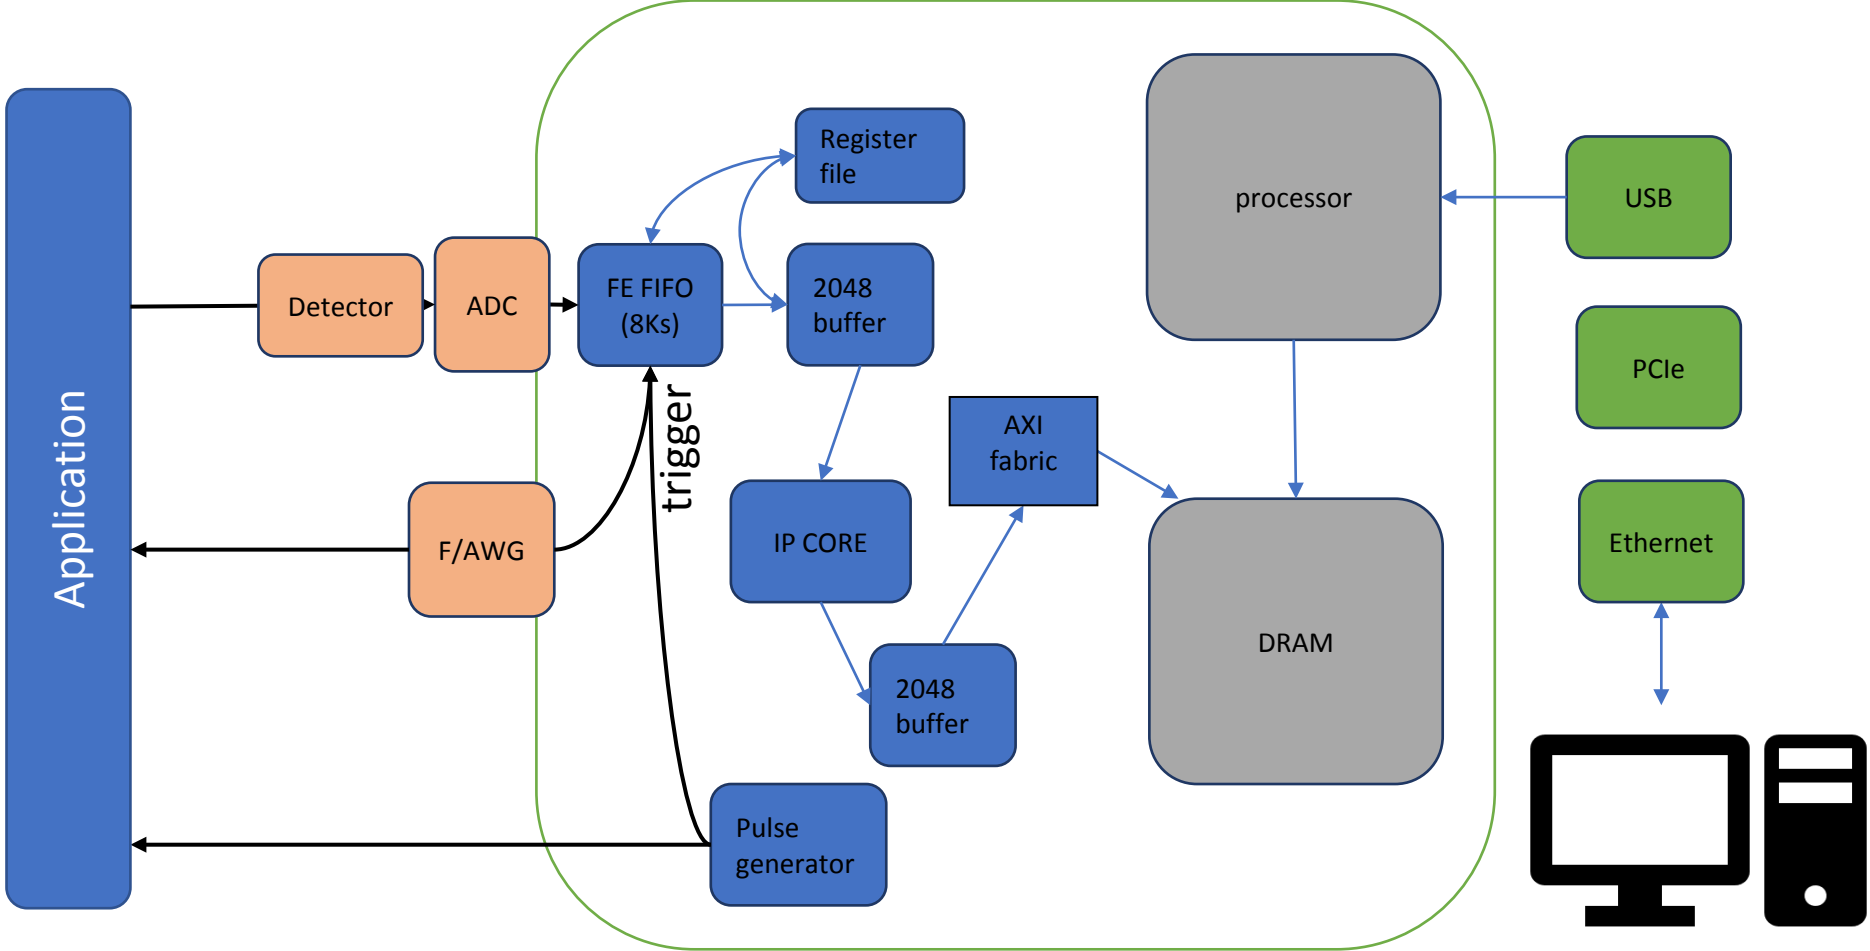 Application
Detector
ADC
F/AWG
FE FIFO
(8Ks)
trigger
Register
file
2048
buffer
IP CORE
2048
buffer
Pulse
generator
AXI
fabric
processor
DRAM
USB
PCIe
Ethernet